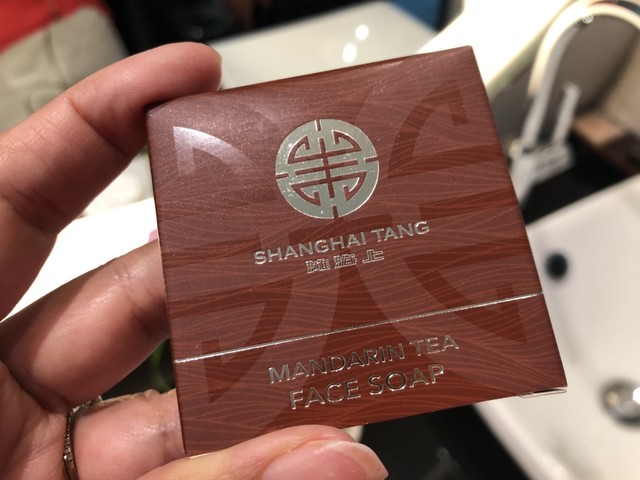 SHANGHAI TANG
灘海上
MANDARIN TEA
FACE SOAP